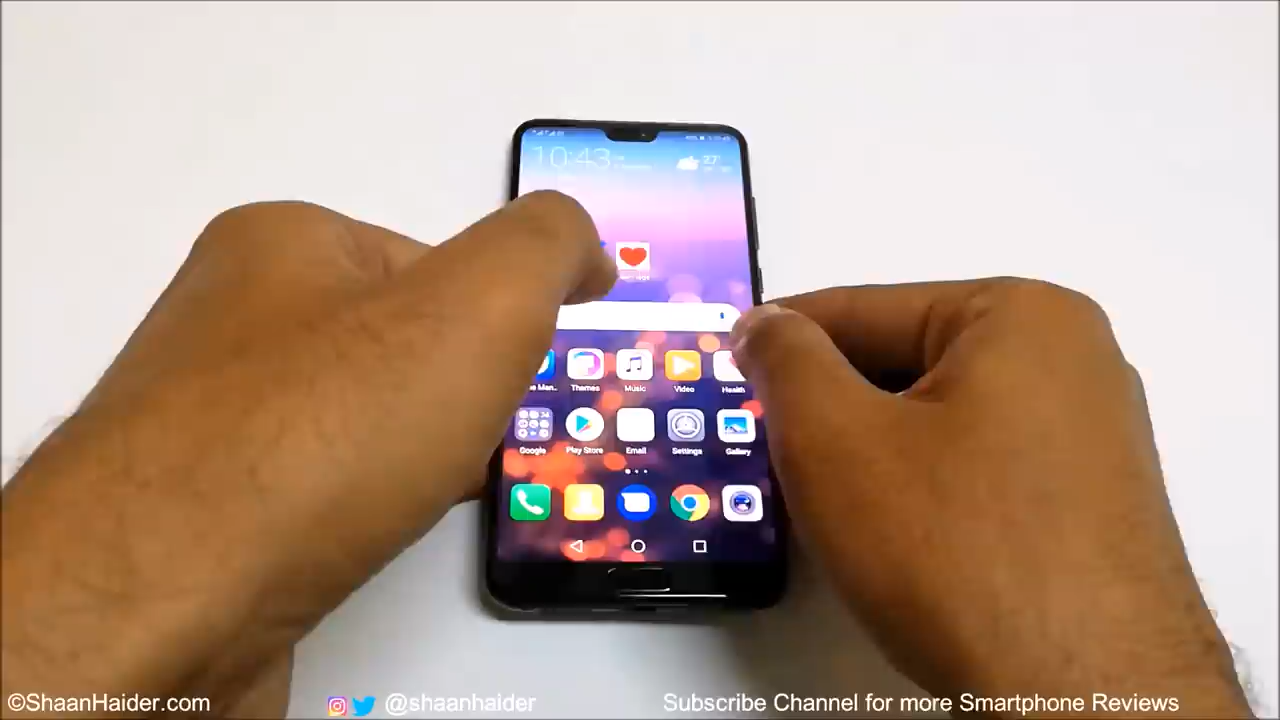 10:43
27°
e Man..
Themes
Music
Video
Health
Google
Play Store
Email
Settings
Gallery
©ShaanHaider.com
@shaanhaider
Subscribe Channel for more Smartphone Reviews